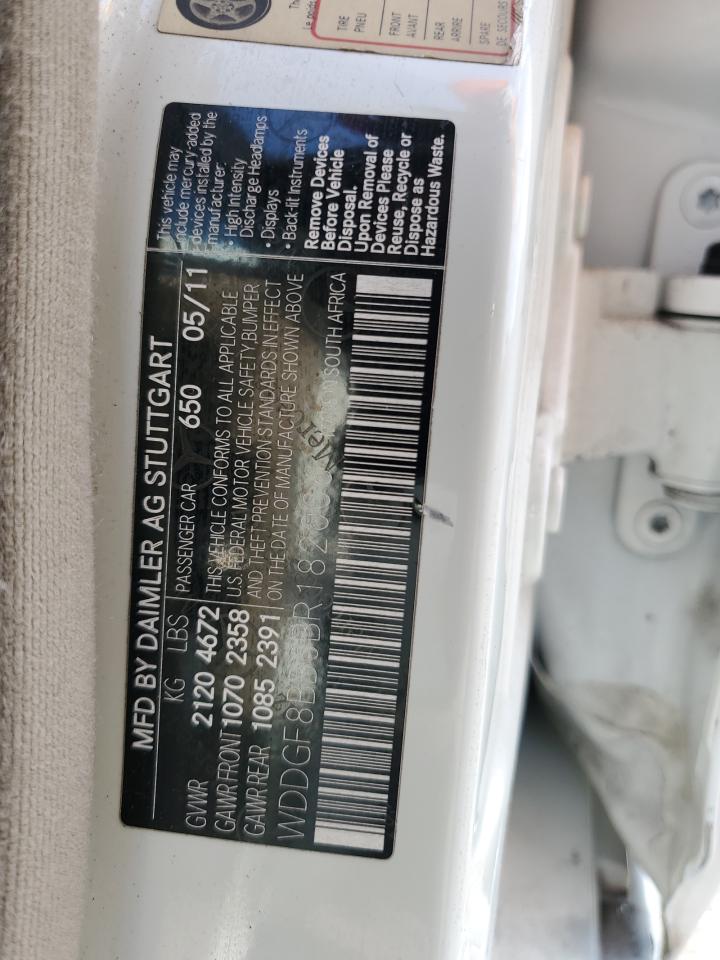 MFD BY DAIMLER AG STUTTGART
KG LBS PASSENGER CAR 650 05/11
GVWR 2120 4672
GAWR FRONT 1070 2358
GAWR REAR 1085 2391
THIS VEHICLE CONFORMS TO ALL APPLICABLE
U.S. FEDERAL MOTOR VEHICLE SAFETY, BUMPER
AND THEFT PREVENTION STANDARDS IN EFFECT
ON THE DATE OF MANUFACTURE SHOWN ABOVE
SOUTH AFRICA
This vehicle may
include mercury-added
devices installed by the
manufacturer:
• High Intensity
Discharge Headlamps
• Displays
• Back-lit Instruments
Remove Devices
Before Vehicle
Disposal.
Upon Removal of
Devices Please
Reuse, Recycle or
Dispose as
Hazardous Waste.
TIRE
PNEU
FRONT
AVANT
REAR
ARRIÈRE
SPARE
DE SECOURS